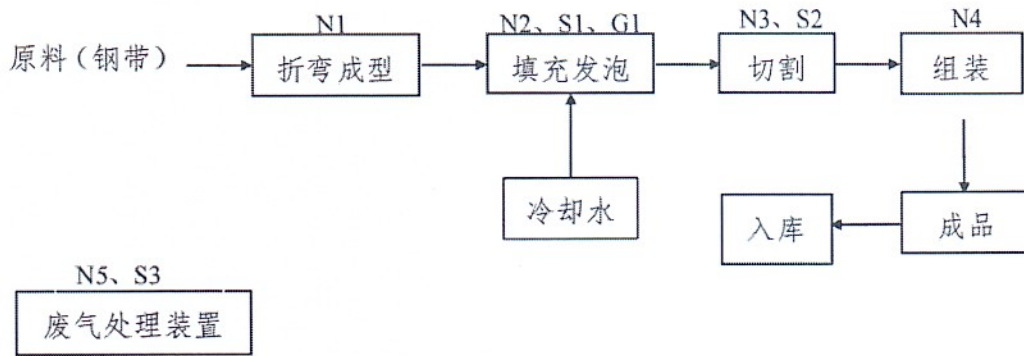 N1
N2、S1、G1
N3、S2
N4
原料（钢带）
折弯成型
填充发泡
切割
组装
冷却水
入库
成品
N5、S3
废气处理装置